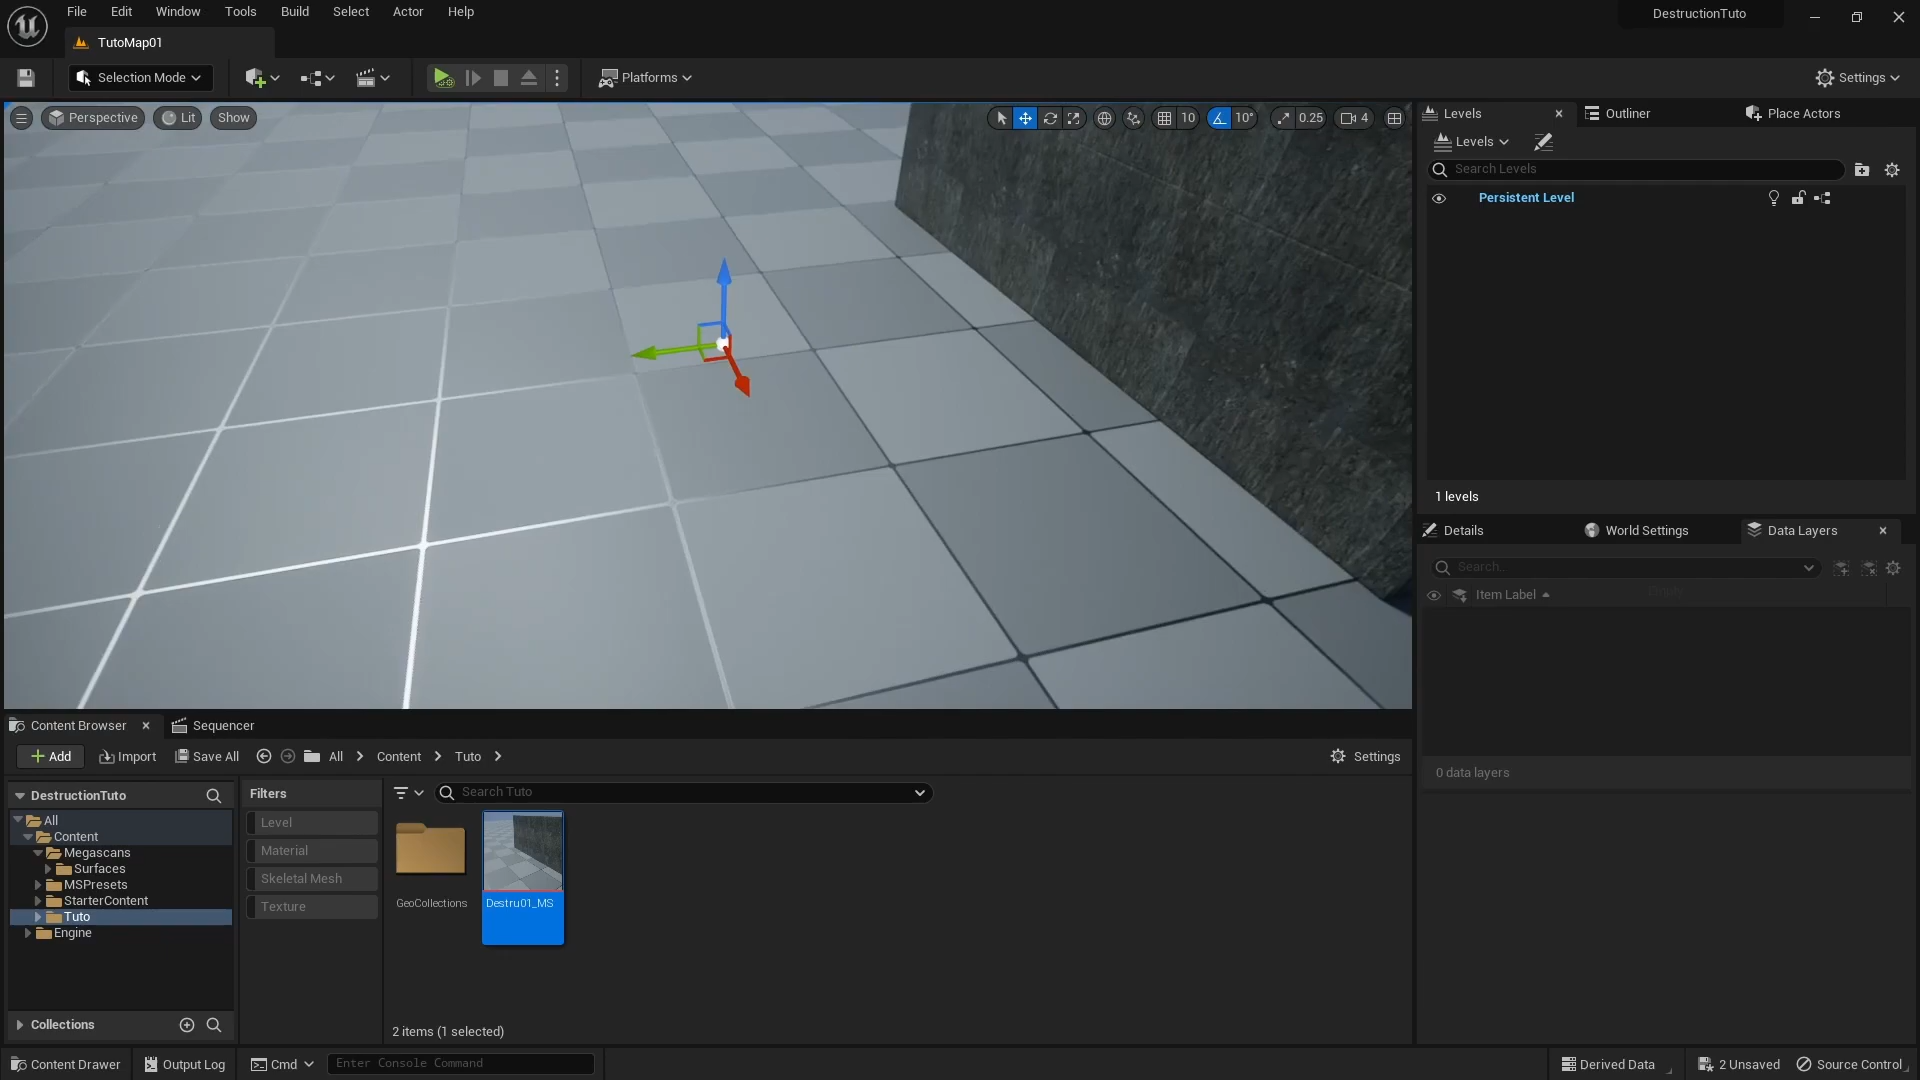 File Edit Window Tools Build Select Actor Help
DestructionTuto
TutoMap01
Selection Mode
Platforms
Settings
Perspective Lit Show
10 10° 0.25 4
Levels Outliner Place Actors
Levels
Search Levels
Persistent Level
1 levels
Details World Settings Data Layers
Search...
Item Label
Empty
0 data layers
Content Browser Sequencer
Add Import Save All All Content Tuto Settings
DestructionTuto
All
Content
Megascans
Surfaces
MSPresets
StarterContent
Tuto
Engine
Collections
Filters
Level
Material
Skeletal Mesh
Texture
Search Tuto
GeoCollections Destru01_MS
2 items (1 selected)
Content Drawer Output Log Cmd Enter Console Command Derived Data 2 Unsaved Source Control